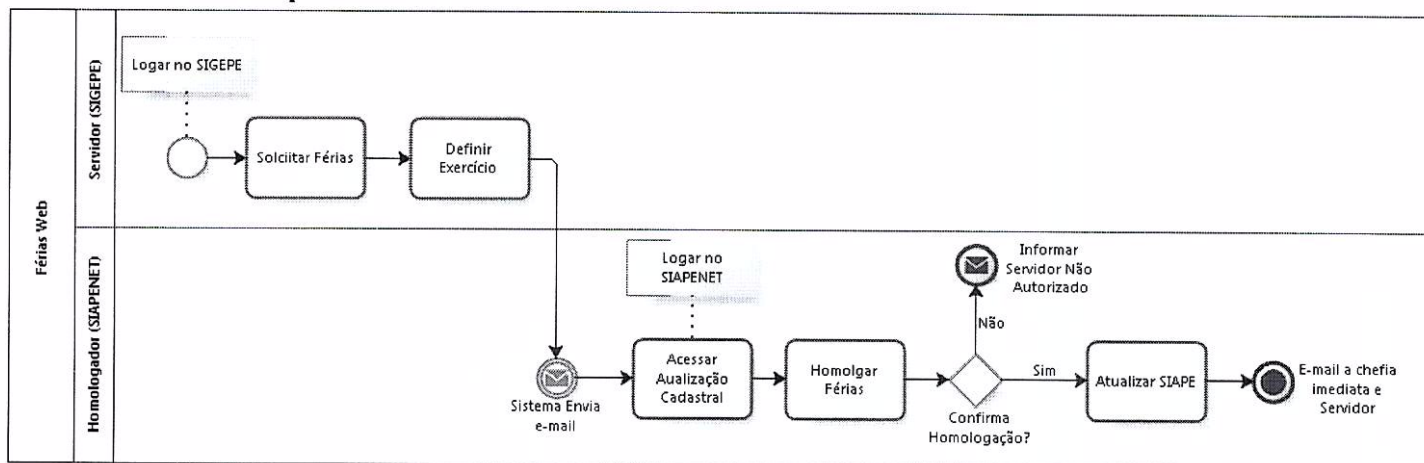 Férias Web
Servidor (SIGEPE)
Logar no SIGEPE
Solciitar Férias
Definir
Exercício
Homologador (SIAPENET)
Sistema Envia
e-mail
Logar no
SIAPENET
Acessar
Aualização
Cadastral
Homolgar
Férias
Confirma
Homologação?
Não
Informar
Servidor Não
Autorizado
Sim
Atualizar SIAPE
E-mail a chefia
imediata e
Servidor